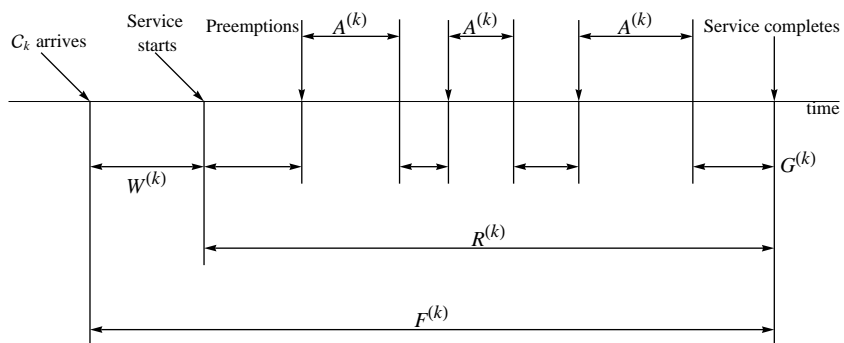 Service starts
Preemptions
A^(k)
A^(k)
A^(k)
Service completes
C_k arrives
time
W^(k)
G^(k)
R^(k)
F^(k)